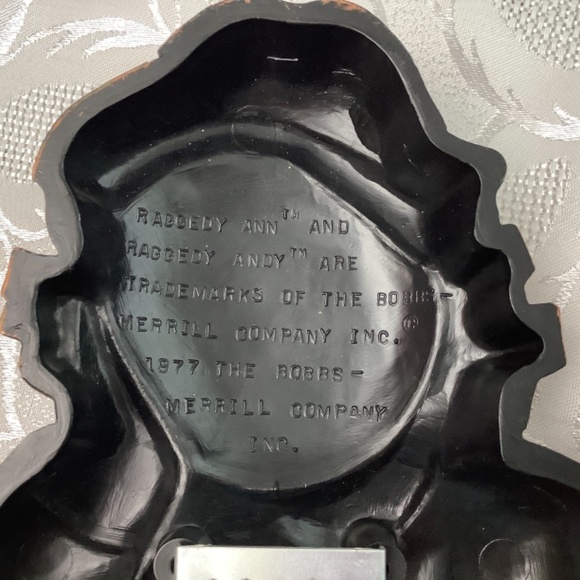 RAGGEDY ANN™ AND
RAGGEDY ANDY™ ARE
TRADEMARKS OF THE BOBBS-
MERRILL COMPANY INC.©
1977 THE BOBBS-
MERRILL COMPANY
INC.